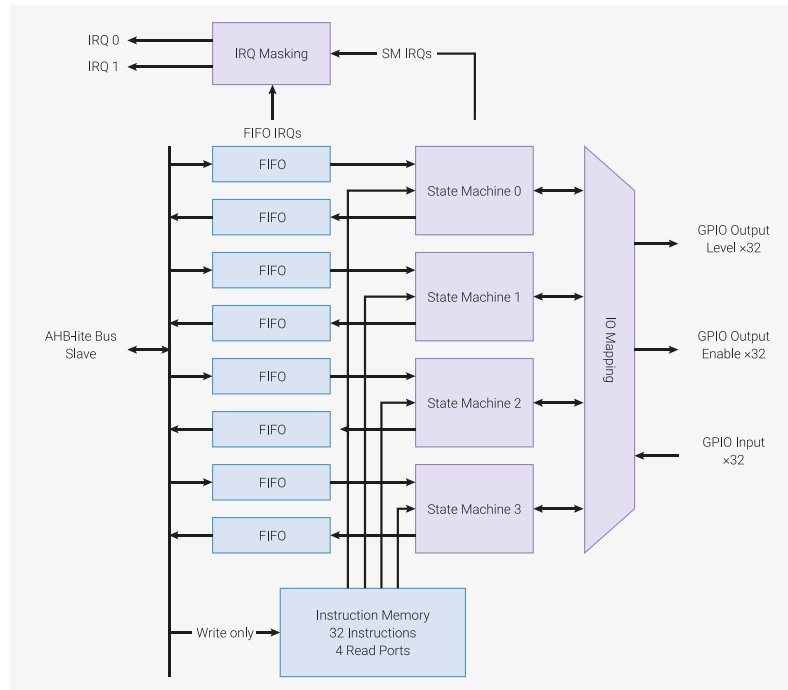 IRQ 0
IRQ 1
IRQ Masking
SM IRQs
FIFO IRQs
FIFO
FIFO
FIFO
FIFO
FIFO
FIFO
FIFO
FIFO
State Machine 0
State Machine 1
State Machine 2
State Machine 3
IO Mapping
GPIO Output
Level ×32
GPIO Output
Enable ×32
GPIO Input
×32
AHB-lite Bus
Slave
Write only
Instruction Memory
32 Instructions
4 Read Ports